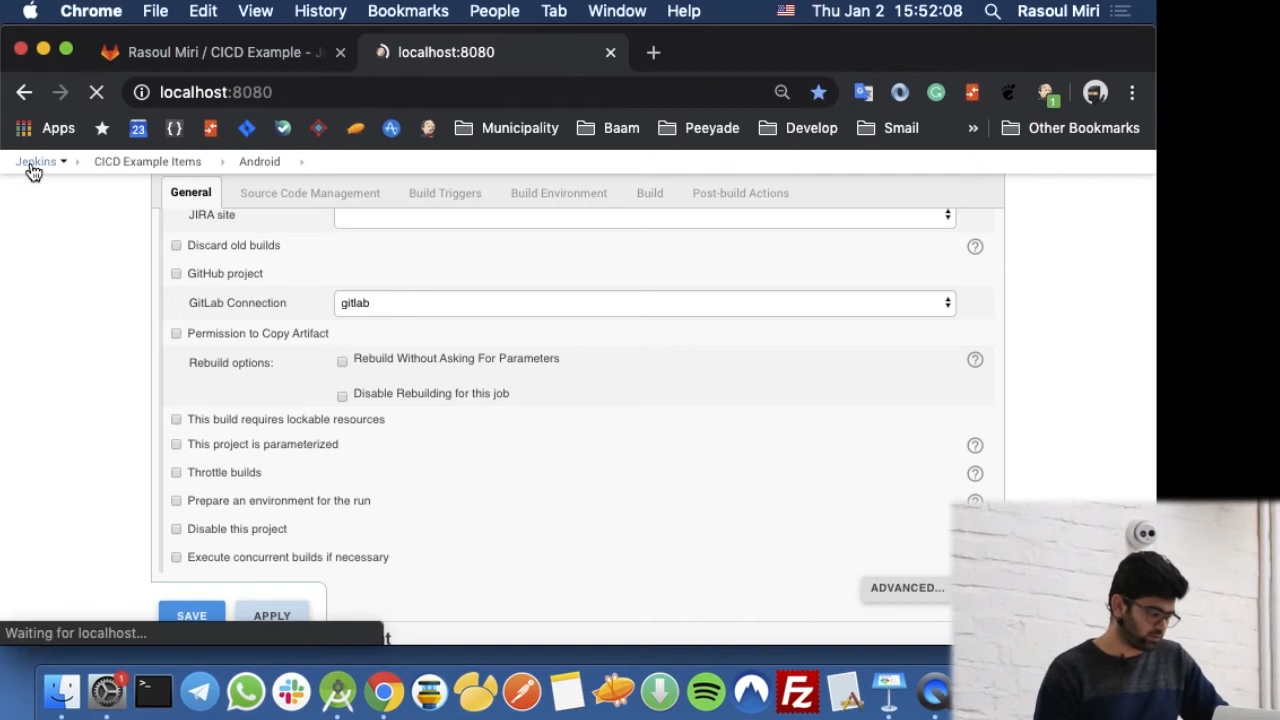 Chrome File Edit View History Bookmarks People Tab Window Help Thu Jan 2 15:52:08 Rasoul Miri
Rasoul Miri / CICD Example - J localhost:8080
localhost:8080
1
Apps 23 {} Municipality Baam Peeyade Develop Smail » Other Bookmarks
Jenkins CICD Example Items Android
General Source Code Management Build Triggers Build Environment Build Post-build Actions
JIRA site
Discard old builds
GitHub project
GitLab Connection gitlab
Permission to Copy Artifact
Rebuild options: Rebuild Without Asking For Parameters
Disable Rebuilding for this job
This build requires lockable resources
This project is parameterized
Throttle builds
Prepare an environment for the run
Disable this project
Execute concurrent builds if necessary
ADVANCED...
SAVE APPLY
Waiting for localhost...
1
Fz